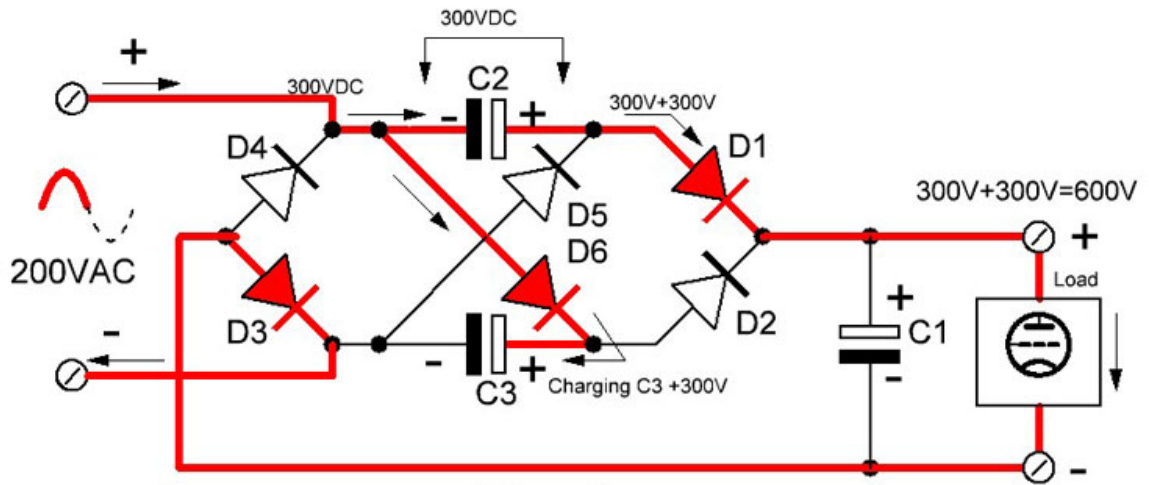 300VDC
+
300VDC
C2
-
+
300V+300V
D4
D1
D5
300V+300V=600V
D6
+
200VAC
Load
-
D3
D2
+
C1
-
-
+
C3
Charging C3 +300V
-